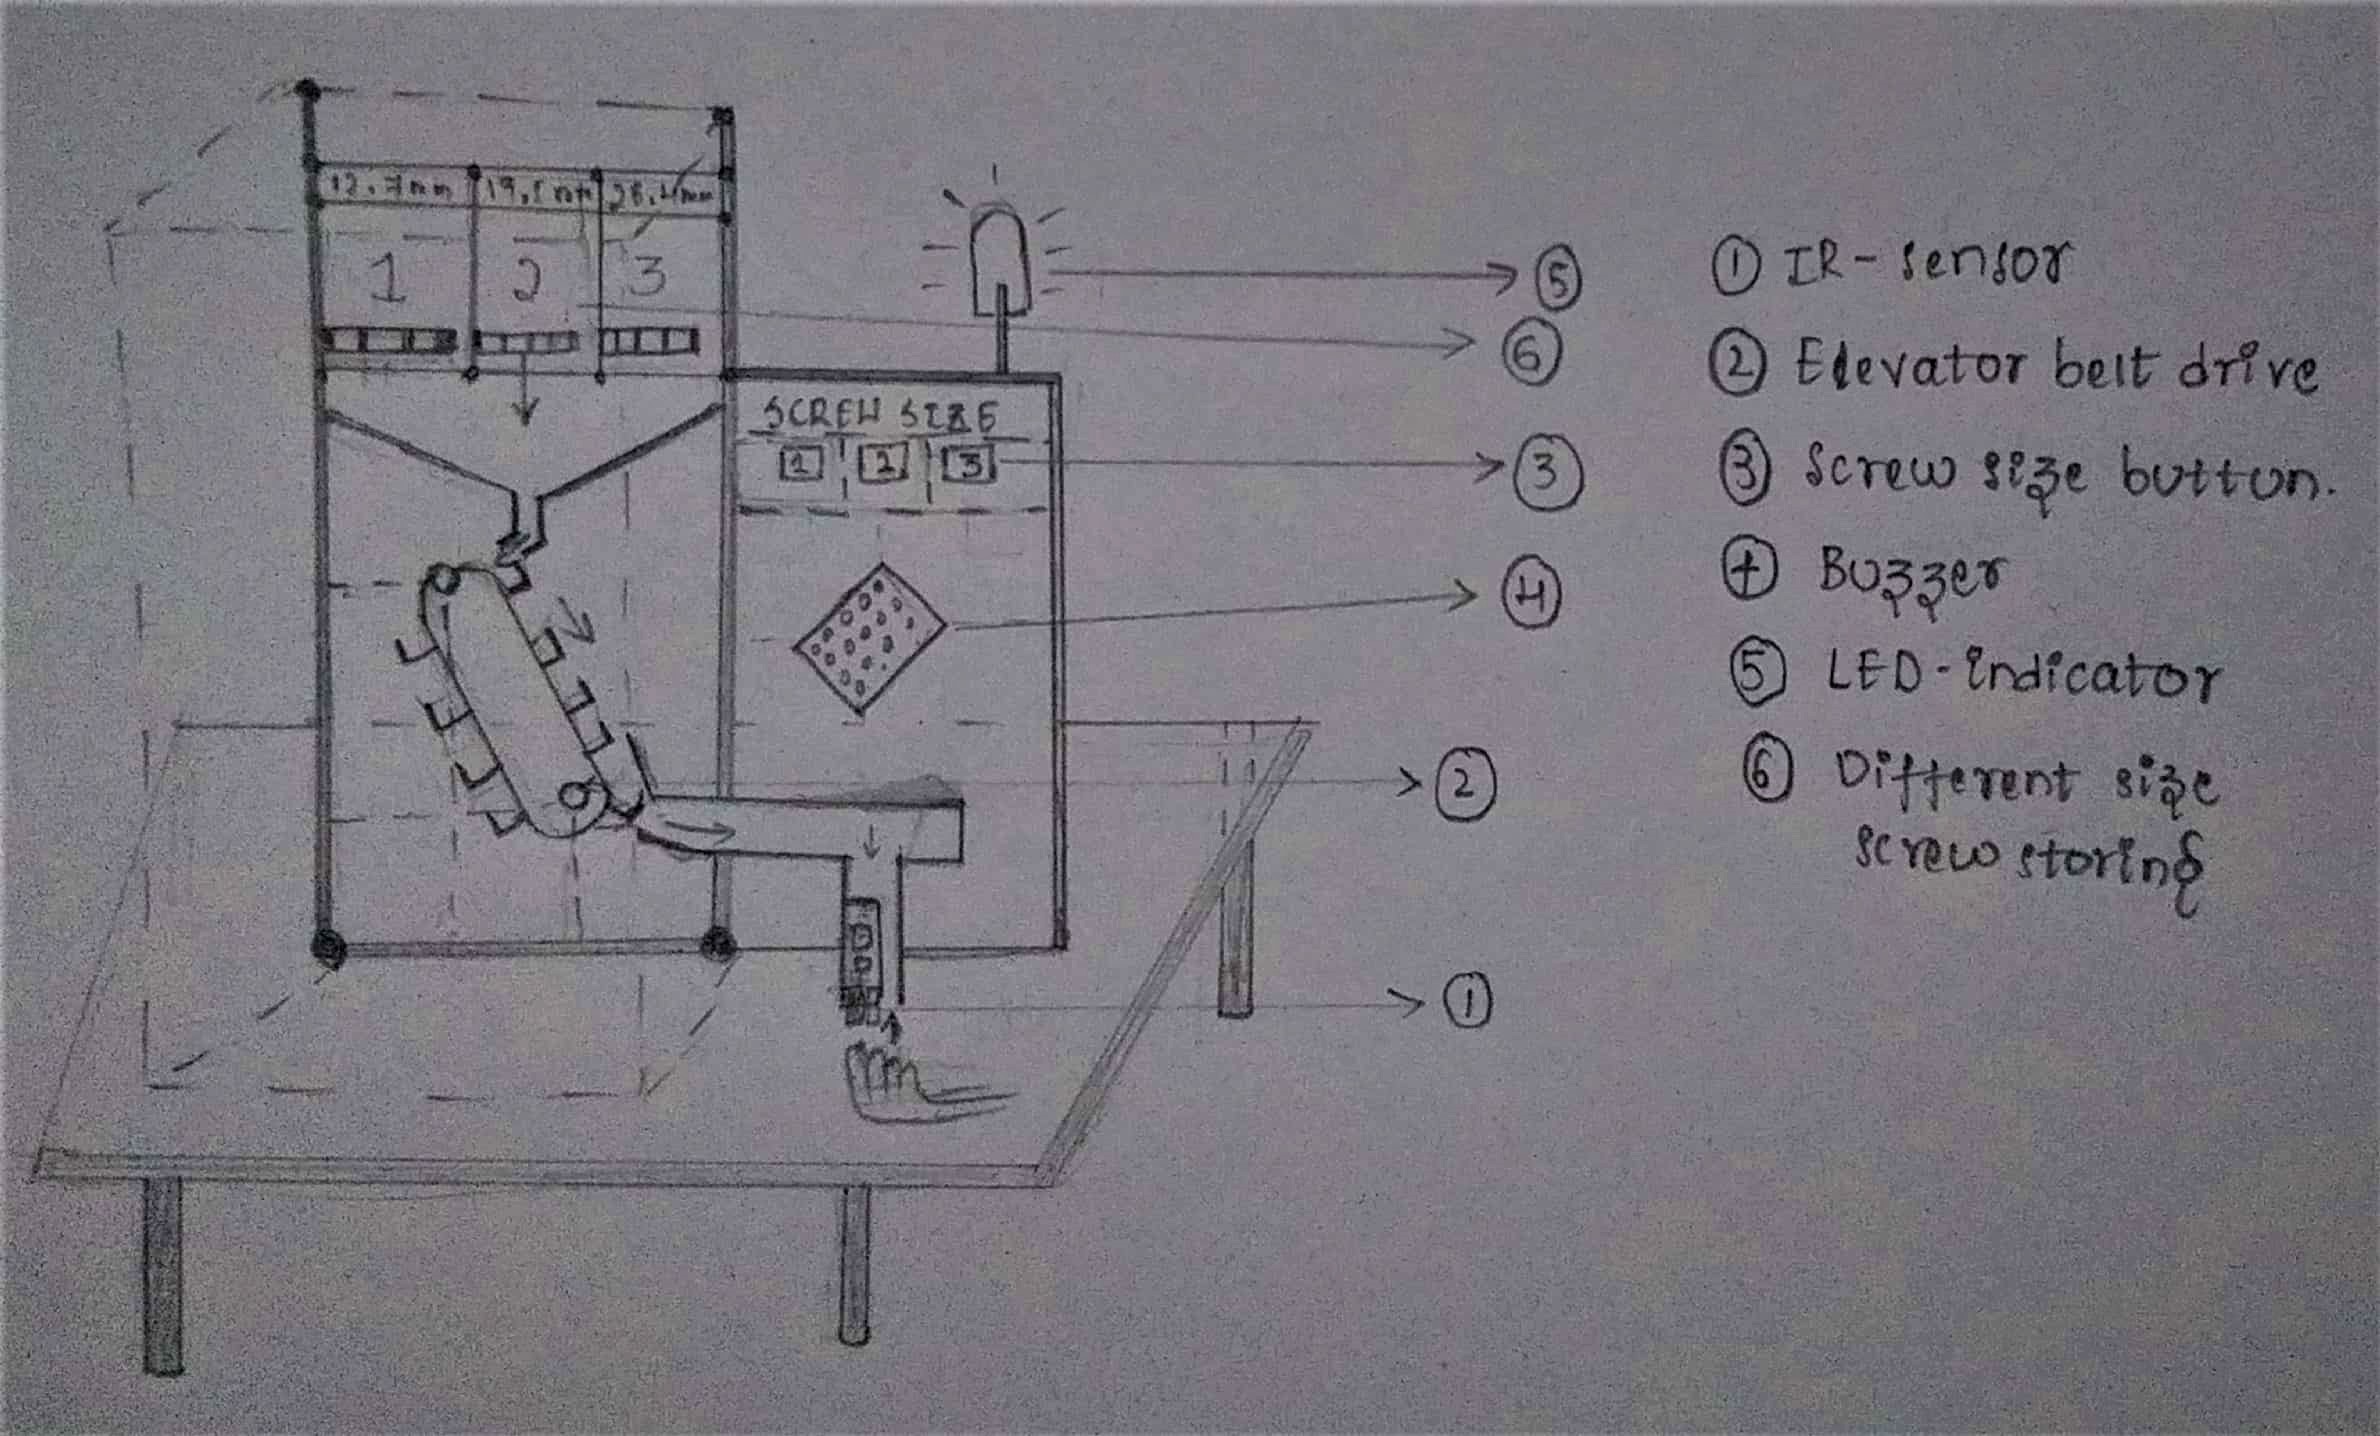 12.7mm 19.5mm 25.4mm
1 2 3
SCREW SIZE
1 2 3
5
6
3
4
2
1
① IR-sensor
② Elevator belt drive
③ Screw size button.
④ Buzzer
⑤ LED-indicator
⑥ Different size
screw storing